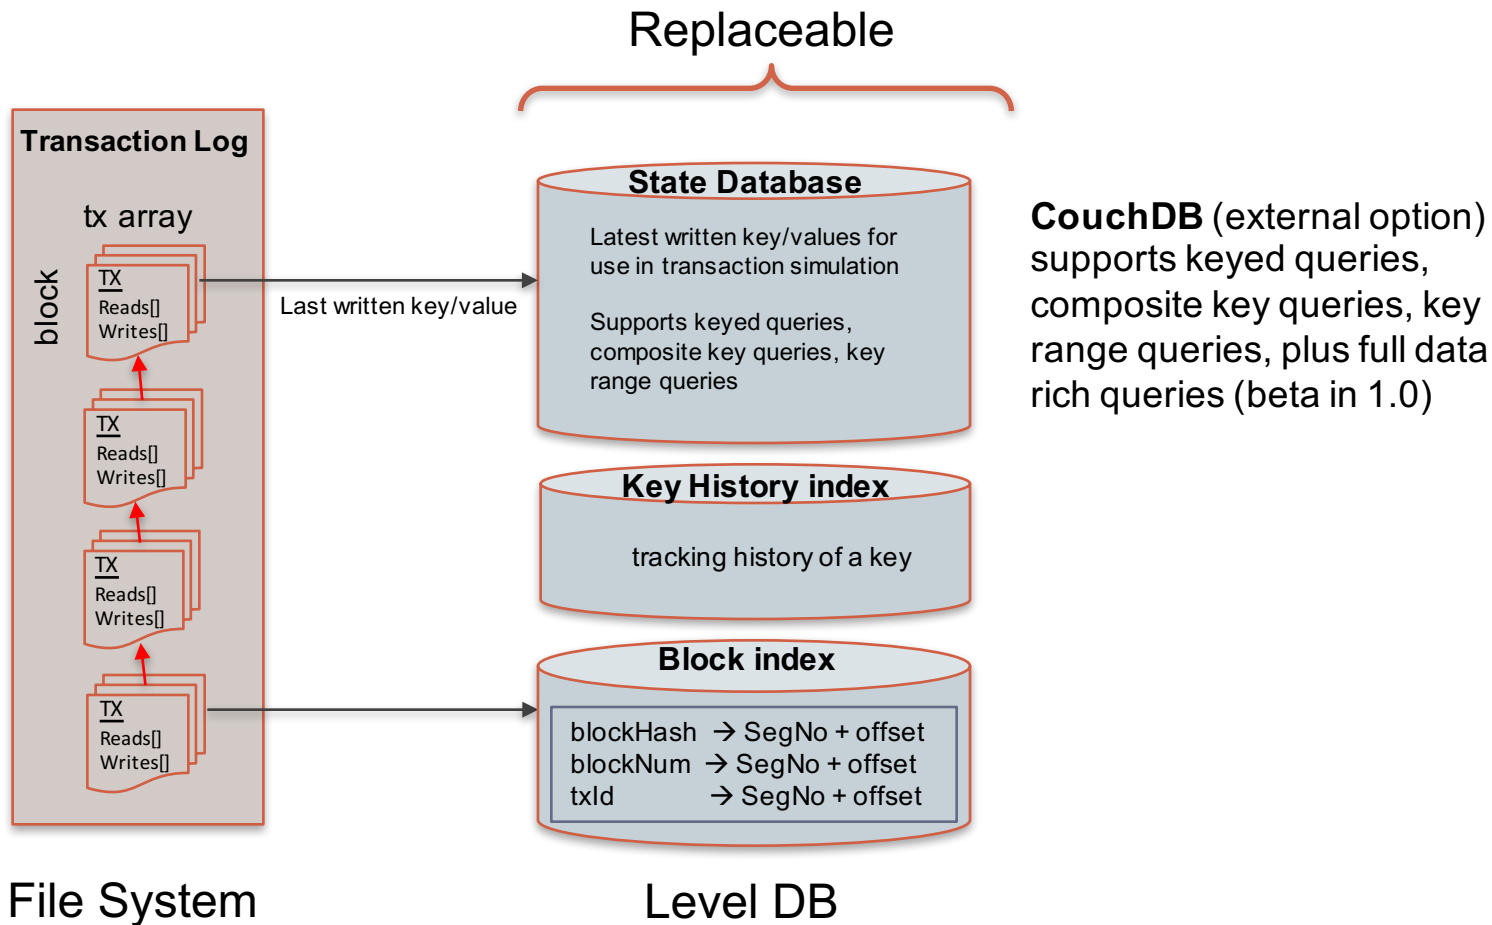 Replaceable
Transaction Log
tx array
block
TX
Reads[]
Writes[]
TX
Reads[]
Writes[]
TX
Reads[]
Writes[]
TX
Reads[]
Writes[]
Last written key/value
State Database
Latest written key/values for
use in transaction simulation
Supports keyed queries,
composite key queries, key
range queries
Key History index
tracking history of a key
Block index
blockHash → SegNo + offset
blockNum → SegNo + offset
txId → SegNo + offset
CouchDB (external option)
supports keyed queries,
composite key queries, key
range queries, plus full data
rich queries (beta in 1.0)
File System
Level DB